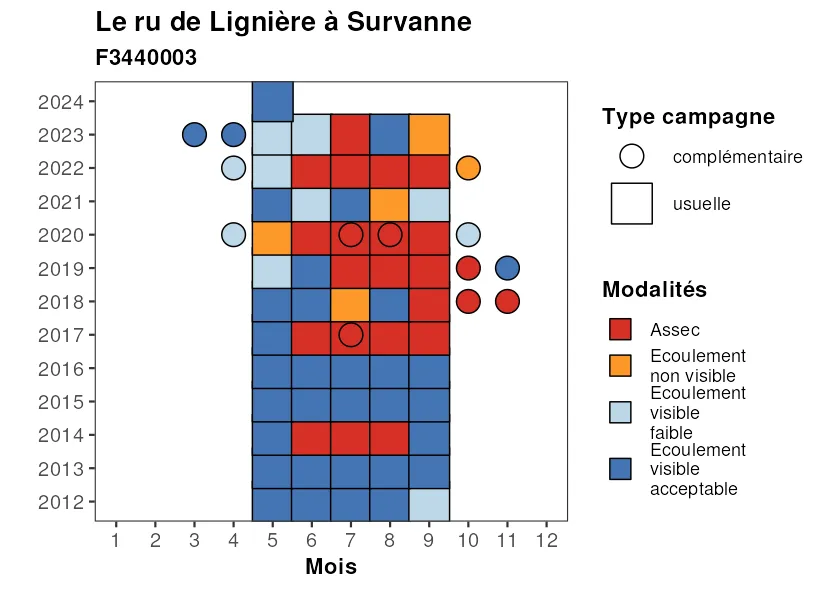 Le ru de Lignière à Survanne
F3440003
2024
2023
2022
2021
2020
2019
2018
2017
2016
2015
2014
2013
2012
1 2 3 4 5 6 7 8 9 10 11 12
Mois
Type campagne
complémentaire
usuelle
Modalités
Assec
Ecoulement
non visible
Ecoulement
visible
faible
Ecoulement
visible
acceptable